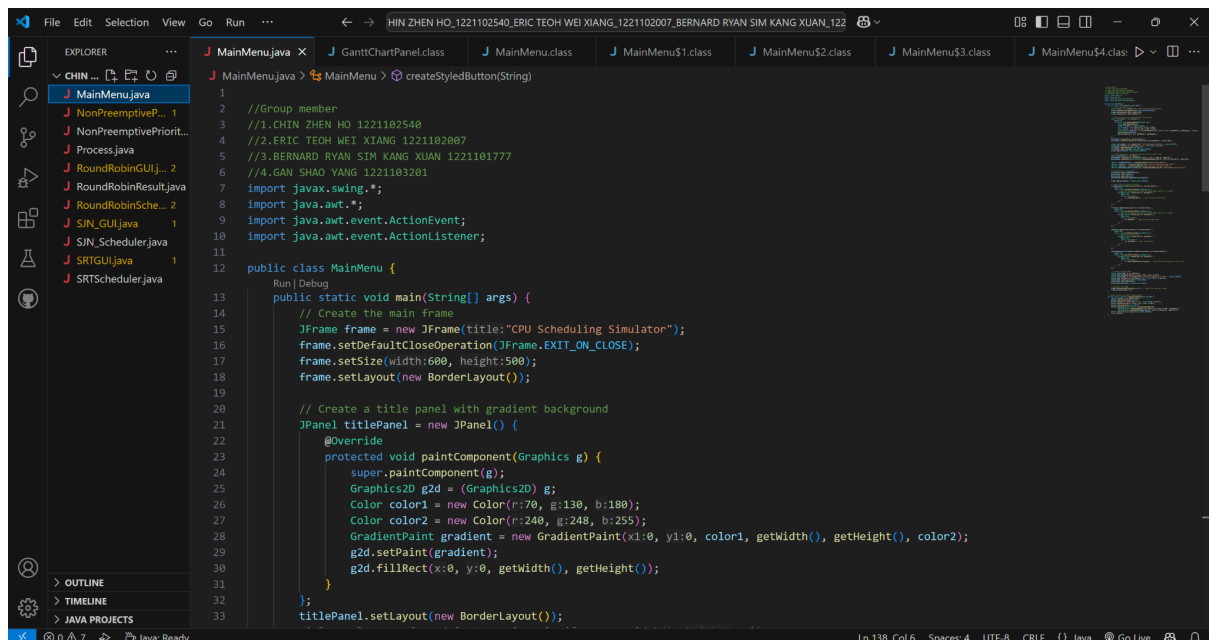 File Edit Selection View Go Run ... HIN ZHEN HO_1221102540_ERIC TEOH WEI XIANG_1221102007_BERNARD RYAN SIM KANG XUAN_122
EXPLORER ...
MainMenu.java GanttChartPanel.class MainMenu.class MainMenu$1.class MainMenu$2.class MainMenu$3.class MainMenu$4.clas
CHIN ...
J MainMenu.java > MainMenu > createStyledButton(String)
MainMenu.java
NonPreemptiveP... 1
NonPreemptivePriorit...
Process.java
RoundRobinGUI.j... 2
RoundRobinResult.java
RoundRobinSche... 2
SJN_GUI.java 1
SJN_Scheduler.java
SRTGUI.java 1
SRTScheduler.java
OUTLINE
TIMELINE
JAVA PROJECTS
1
2 //Group member
3 //1.CHIN ZHEN HO 1221102540
4 //2.ERIC TEOH WEI XIANG 1221102007
5 //3.BERNARD RYAN SIM KANG XUAN 1221101777
6 //4.GAN SHAO YANG 1221103201
7 import javax.swing.*;
8 import java.awt.*;
9 import java.awt.event.ActionEvent;
10 import java.awt.event.ActionListener;
11
12 public class MainMenu {
Run | Debug
13 public static void main(String[] args) {
14 // Create the main frame
15 JFrame frame = new JFrame(title:"CPU Scheduling Simulator");
16 frame.setDefaultCloseOperation(JFrame.EXIT_ON_CLOSE);
17 frame.setSize(width:600, height:500);
18 frame.setLayout(new BorderLayout());
19
20 // Create a title panel with gradient background
21 JPanel titlePanel = new JPanel() {
22 @Override
23 protected void paintComponent(Graphics g) {
24 super.paintComponent(g);
25 Graphics2D g2d = (Graphics2D) g;
26 Color color1 = new Color(r:70, g:130, b:180);
27 Color color2 = new Color(r:240, g:248, b:255);
28 GradientPaint gradient = new GradientPaint(x1:0, y1:0, color1, getWidth(), getHeight(), color2);
29 g2d.setPaint(gradient);
30 g2d.fillRect(x:0, y:0, getWidth(), getHeight());
31 }
32 };
33 titlePanel.setLayout(new BorderLayout());
0 7 Java: Ready Ln 138, Col 6 Spaces: 4 UTF-8 CRLF {} Java Go Live